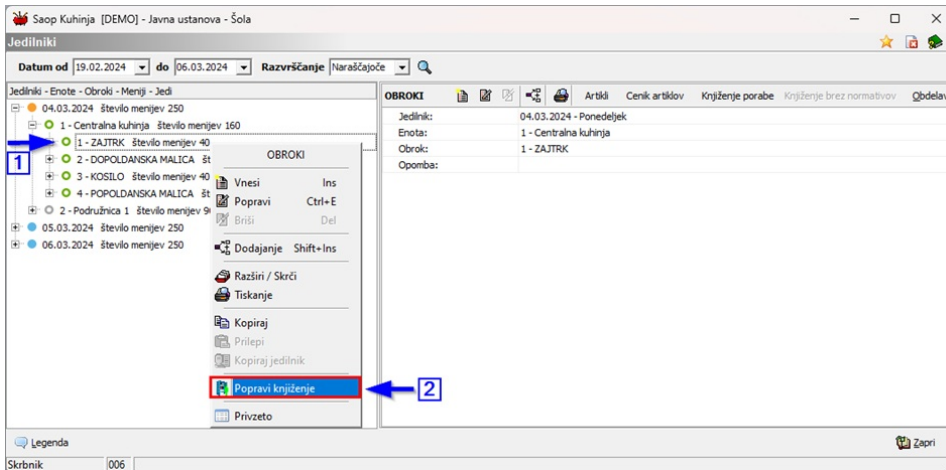 Saop Kuhinja [DEMO] - Javna ustanova - Šola
Jedilniki
Datum od 19.02.2024 do 06.03.2024 Razvrščanje Naraščajoče
Jedilniki - Enote - Obroki - Meniji - Jedi
04.03.2024 število menijev 250
1 - Centralna kuhinja število menijev 160
1 - ZAJTRK število menijev 40
2 - DOPOLDANSKA MALICA št
3 - KOSILO število menijev 40
4 - POPOLDANSKA MALICA št
2 - Podružnica 1 število menijev 9
05.03.2024 število menijev 250
06.03.2024 število menijev 250
1
OBROKI
Vnesi Ins
Popravi Ctrl+E
Briši Del
Dodajanje Shift+Ins
Razširi / Skrči
Tiskanje
Kopiraj
Prilepi
Kopiraj jedilnik
Popravi knjiženje
Privzeto
2
OBROKI Artikli Cenik artiklov Knjiženje porabe Knjiženje brez normativov Obdelav
Jedilnik: 04.03.2024 - Ponedeljek
Enota: 1 - Centralna kuhinja
Obrok: 1 - ZAJTRK
Opomba:
Legenda
Zapri
Skrbnik 006